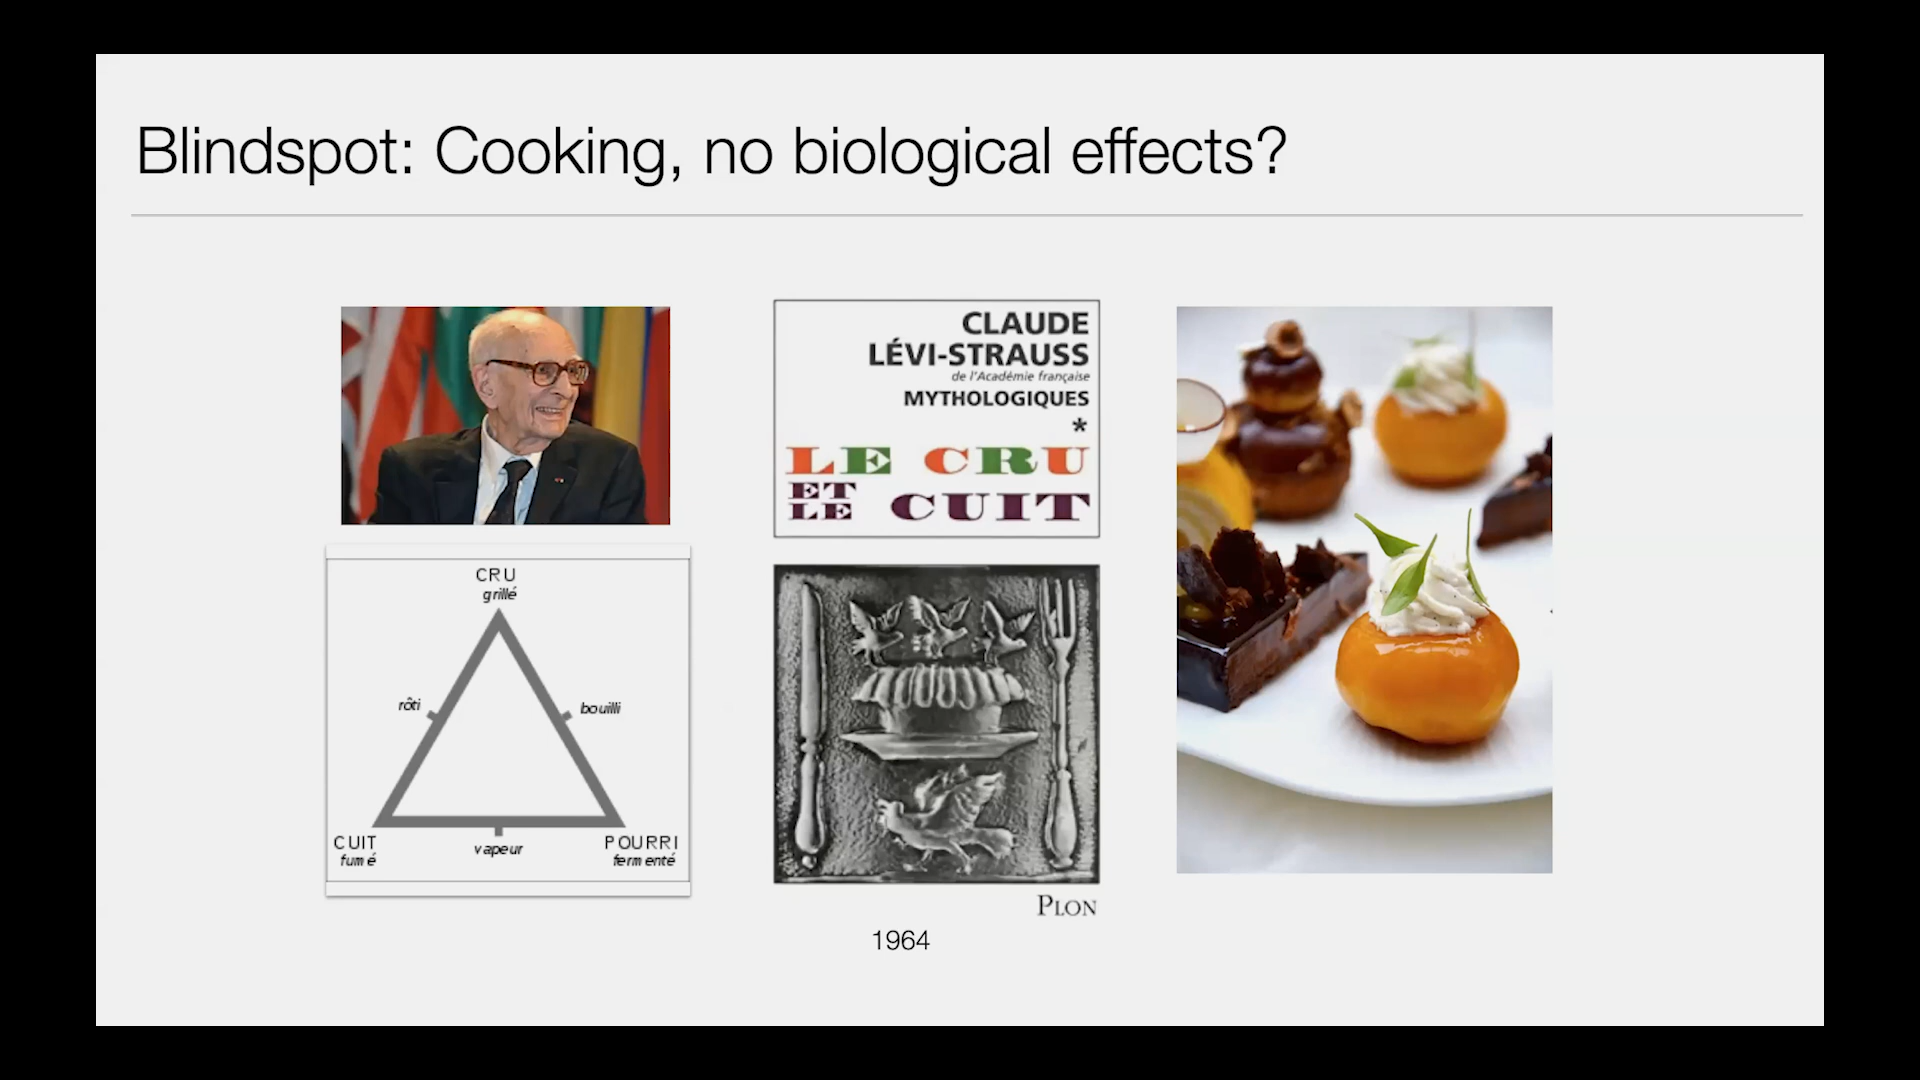 Blindspot: Cooking, no biological effects?
CLAUDE
LÉVI-STRAUSS
de l'Académie française
MYTHOLOGIQUES
*
LE CRU
ET LE CUIT
PLON
1964
CRU
grillé
rôti
bouilli
CUIT
fumé
vapeur
POURRI
fermenté